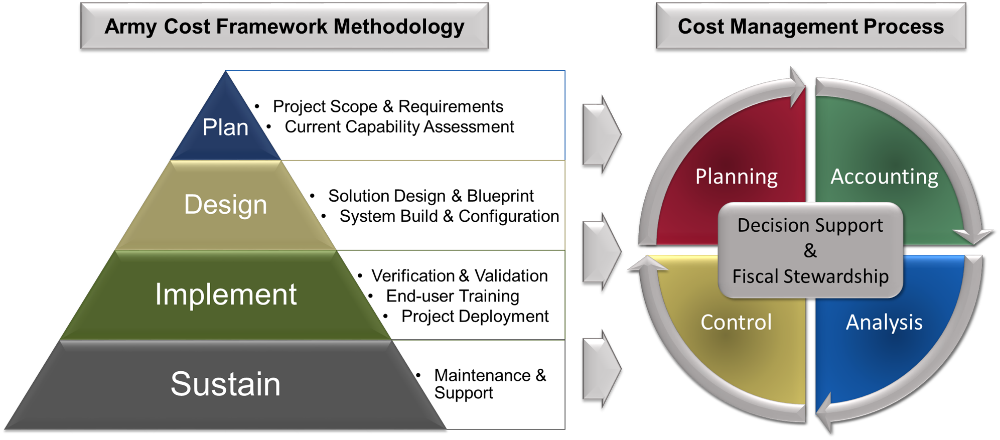 Army Cost Framework Methodology
Plan
• Project Scope & Requirements
• Current Capability Assessment
Design
• Solution Design & Blueprint
• System Build & Configuration
Implement
• Verification & Validation
• End-user Training
• Project Deployment
Sustain
• Maintenance &
Support
Cost Management Process
Planning
Accounting
Decision Support
&
Fiscal Stewardship
Control
Analysis